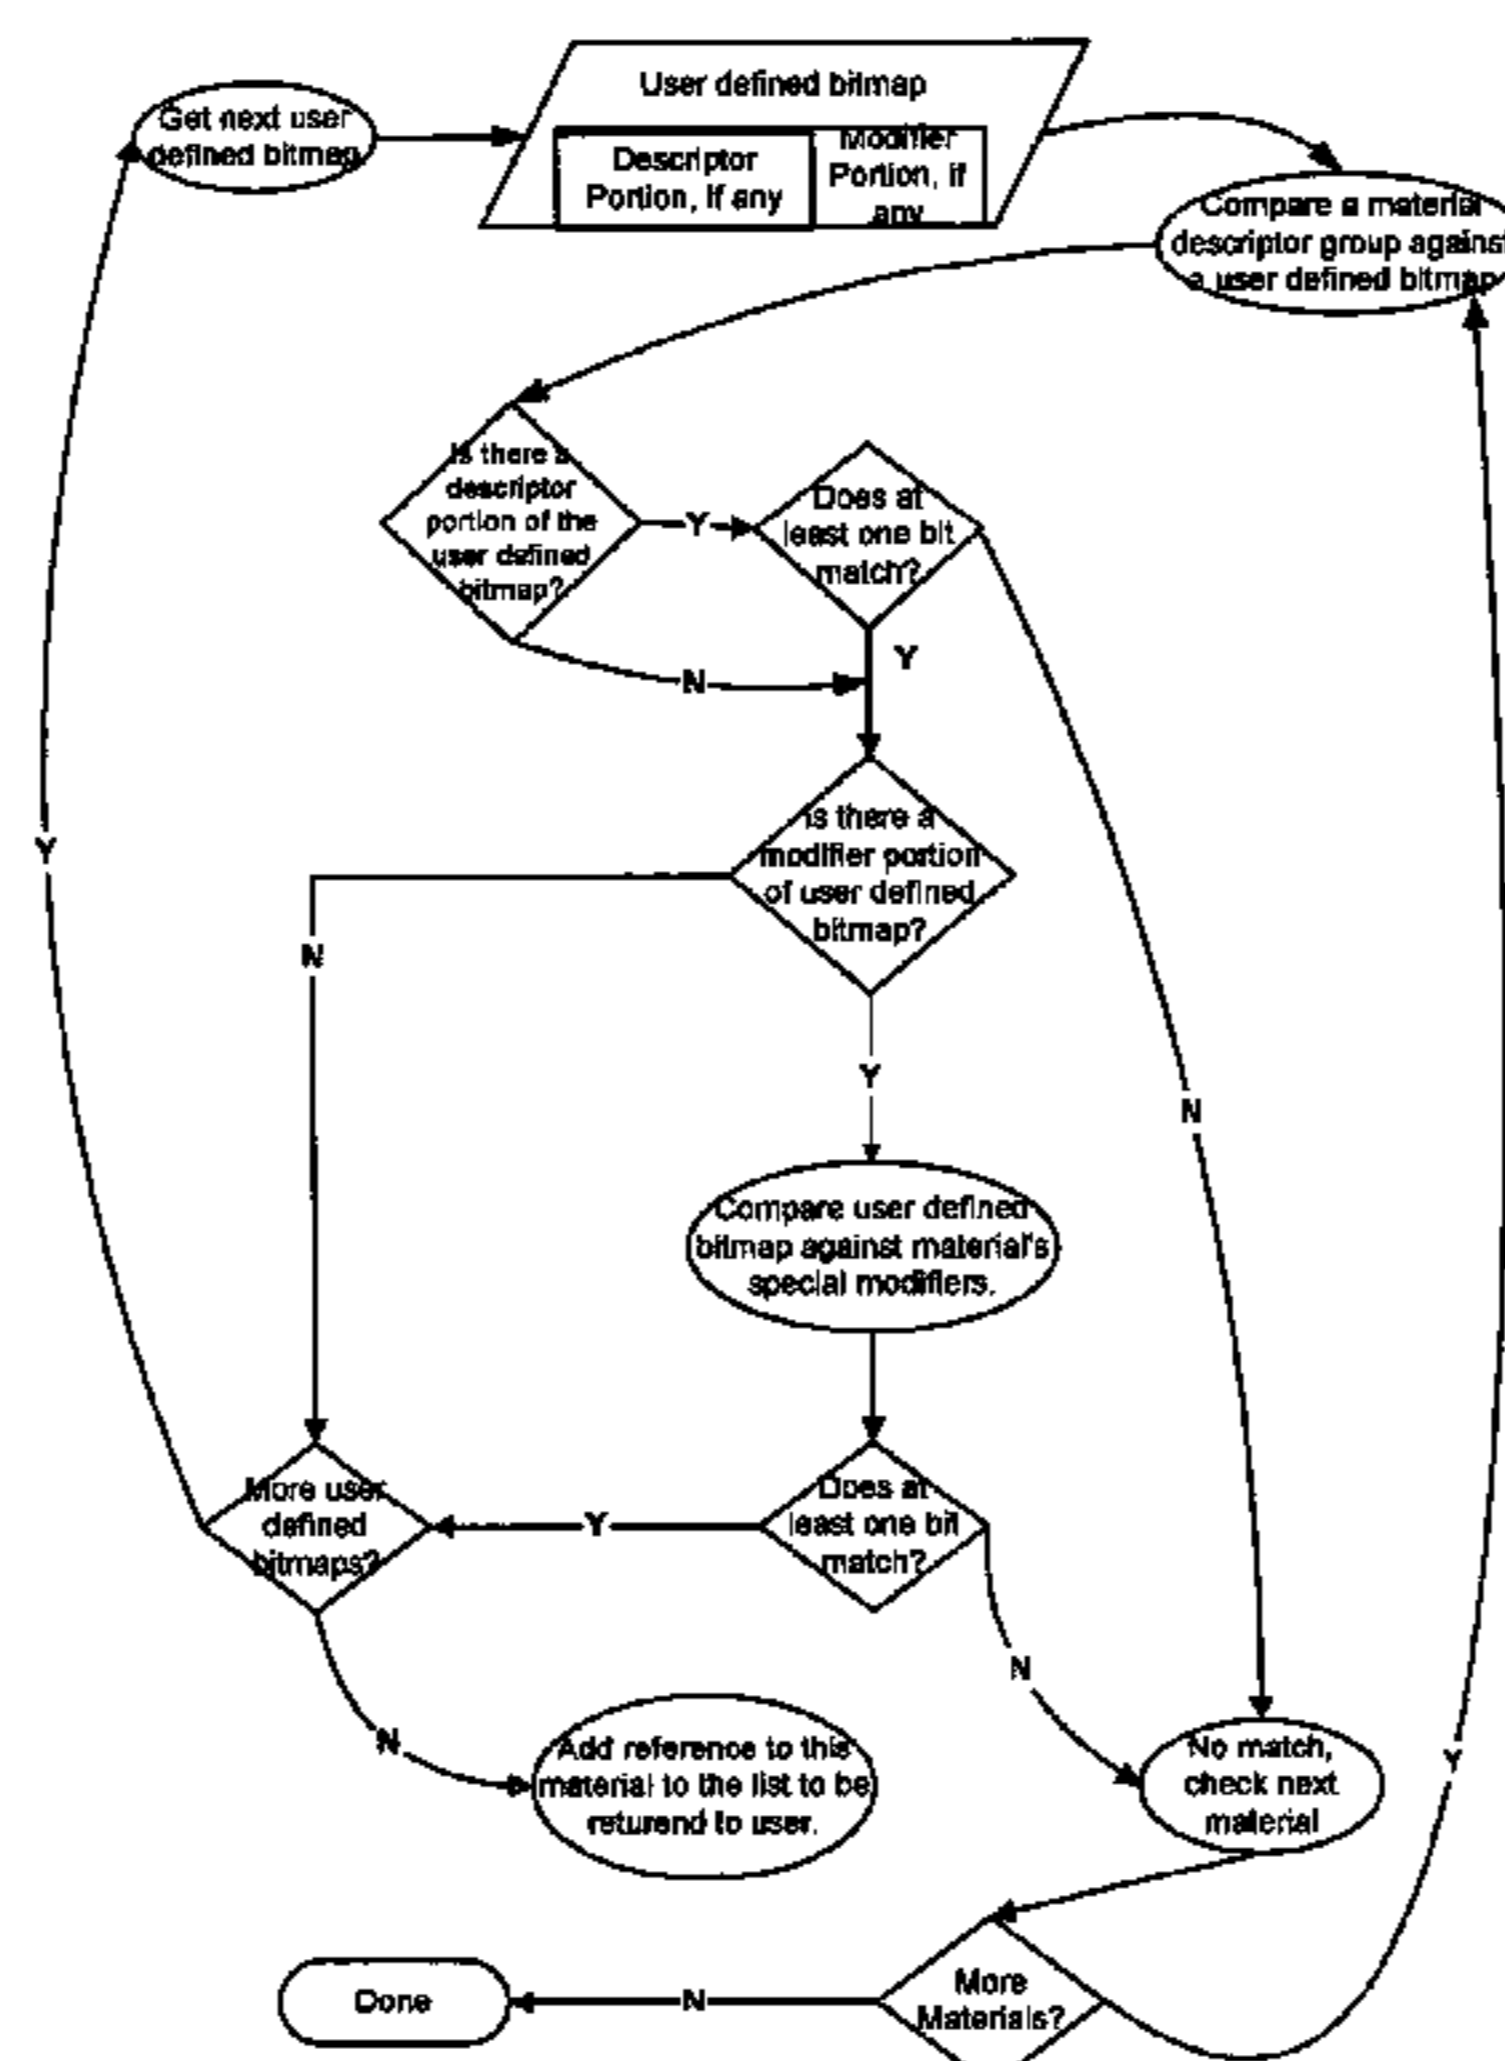 User defined bitmap
Get next user
defined bitmap
Descriptor
Portion, if any
Modifier
Portion, if
any
Compare a material
descriptor group against
a user defined bitmap
Is there a
descriptor
portion of the
user defined
bitmap?
Y
Does at
least one bit
match?
Y
N
Is there a
modifier portion
of user defined
bitmap?
Y
N
Y
N
Compare user defined
bitmap against material's
special modifiers.
More user
defined
bitmaps?
Y
Does at
least one bit
match?
N
N
Add reference to this
material to the list to be
returend to user.
No match,
check next
material
Y
Done
N
More
Materials?